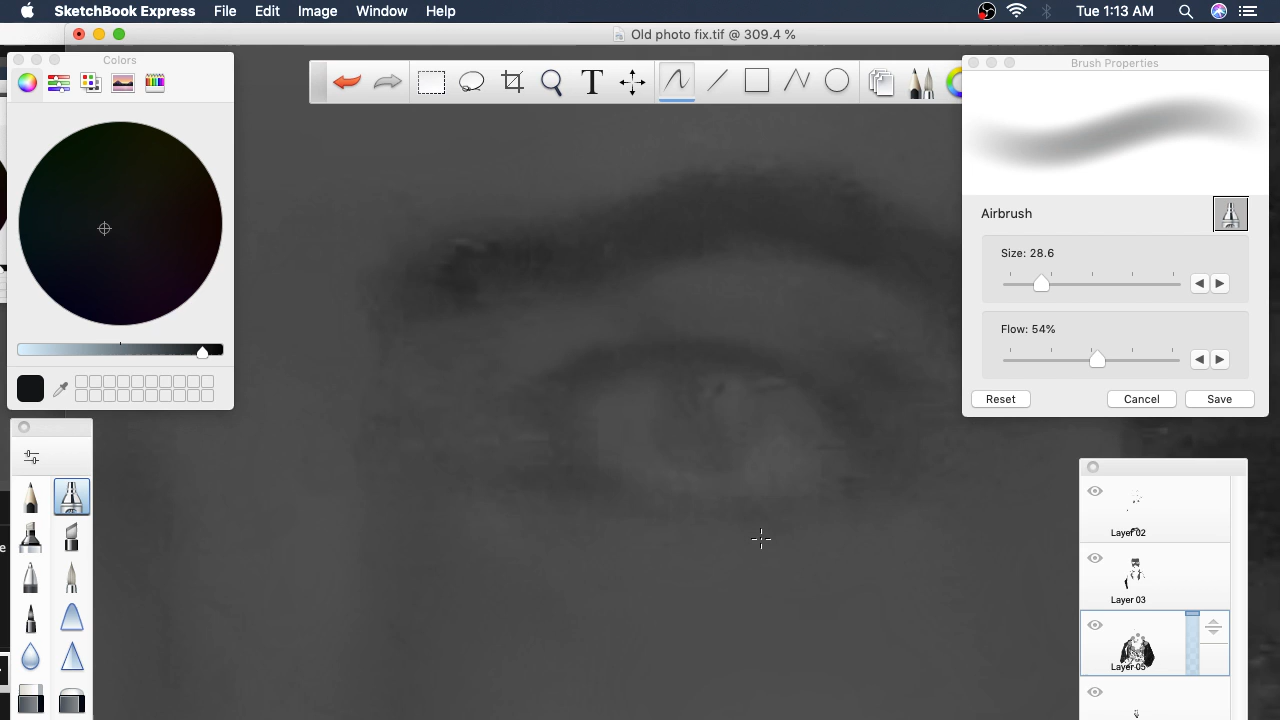 SketchBook Express File Edit Image Window Help Tue 1:13 AM
Old photo fix.tif @ 309.4 %
Colors
T
Brush Properties
Airbrush
Size: 28.6
Flow: 54%
Reset Cancel Save
Layer 02
Layer 03
Layer 05